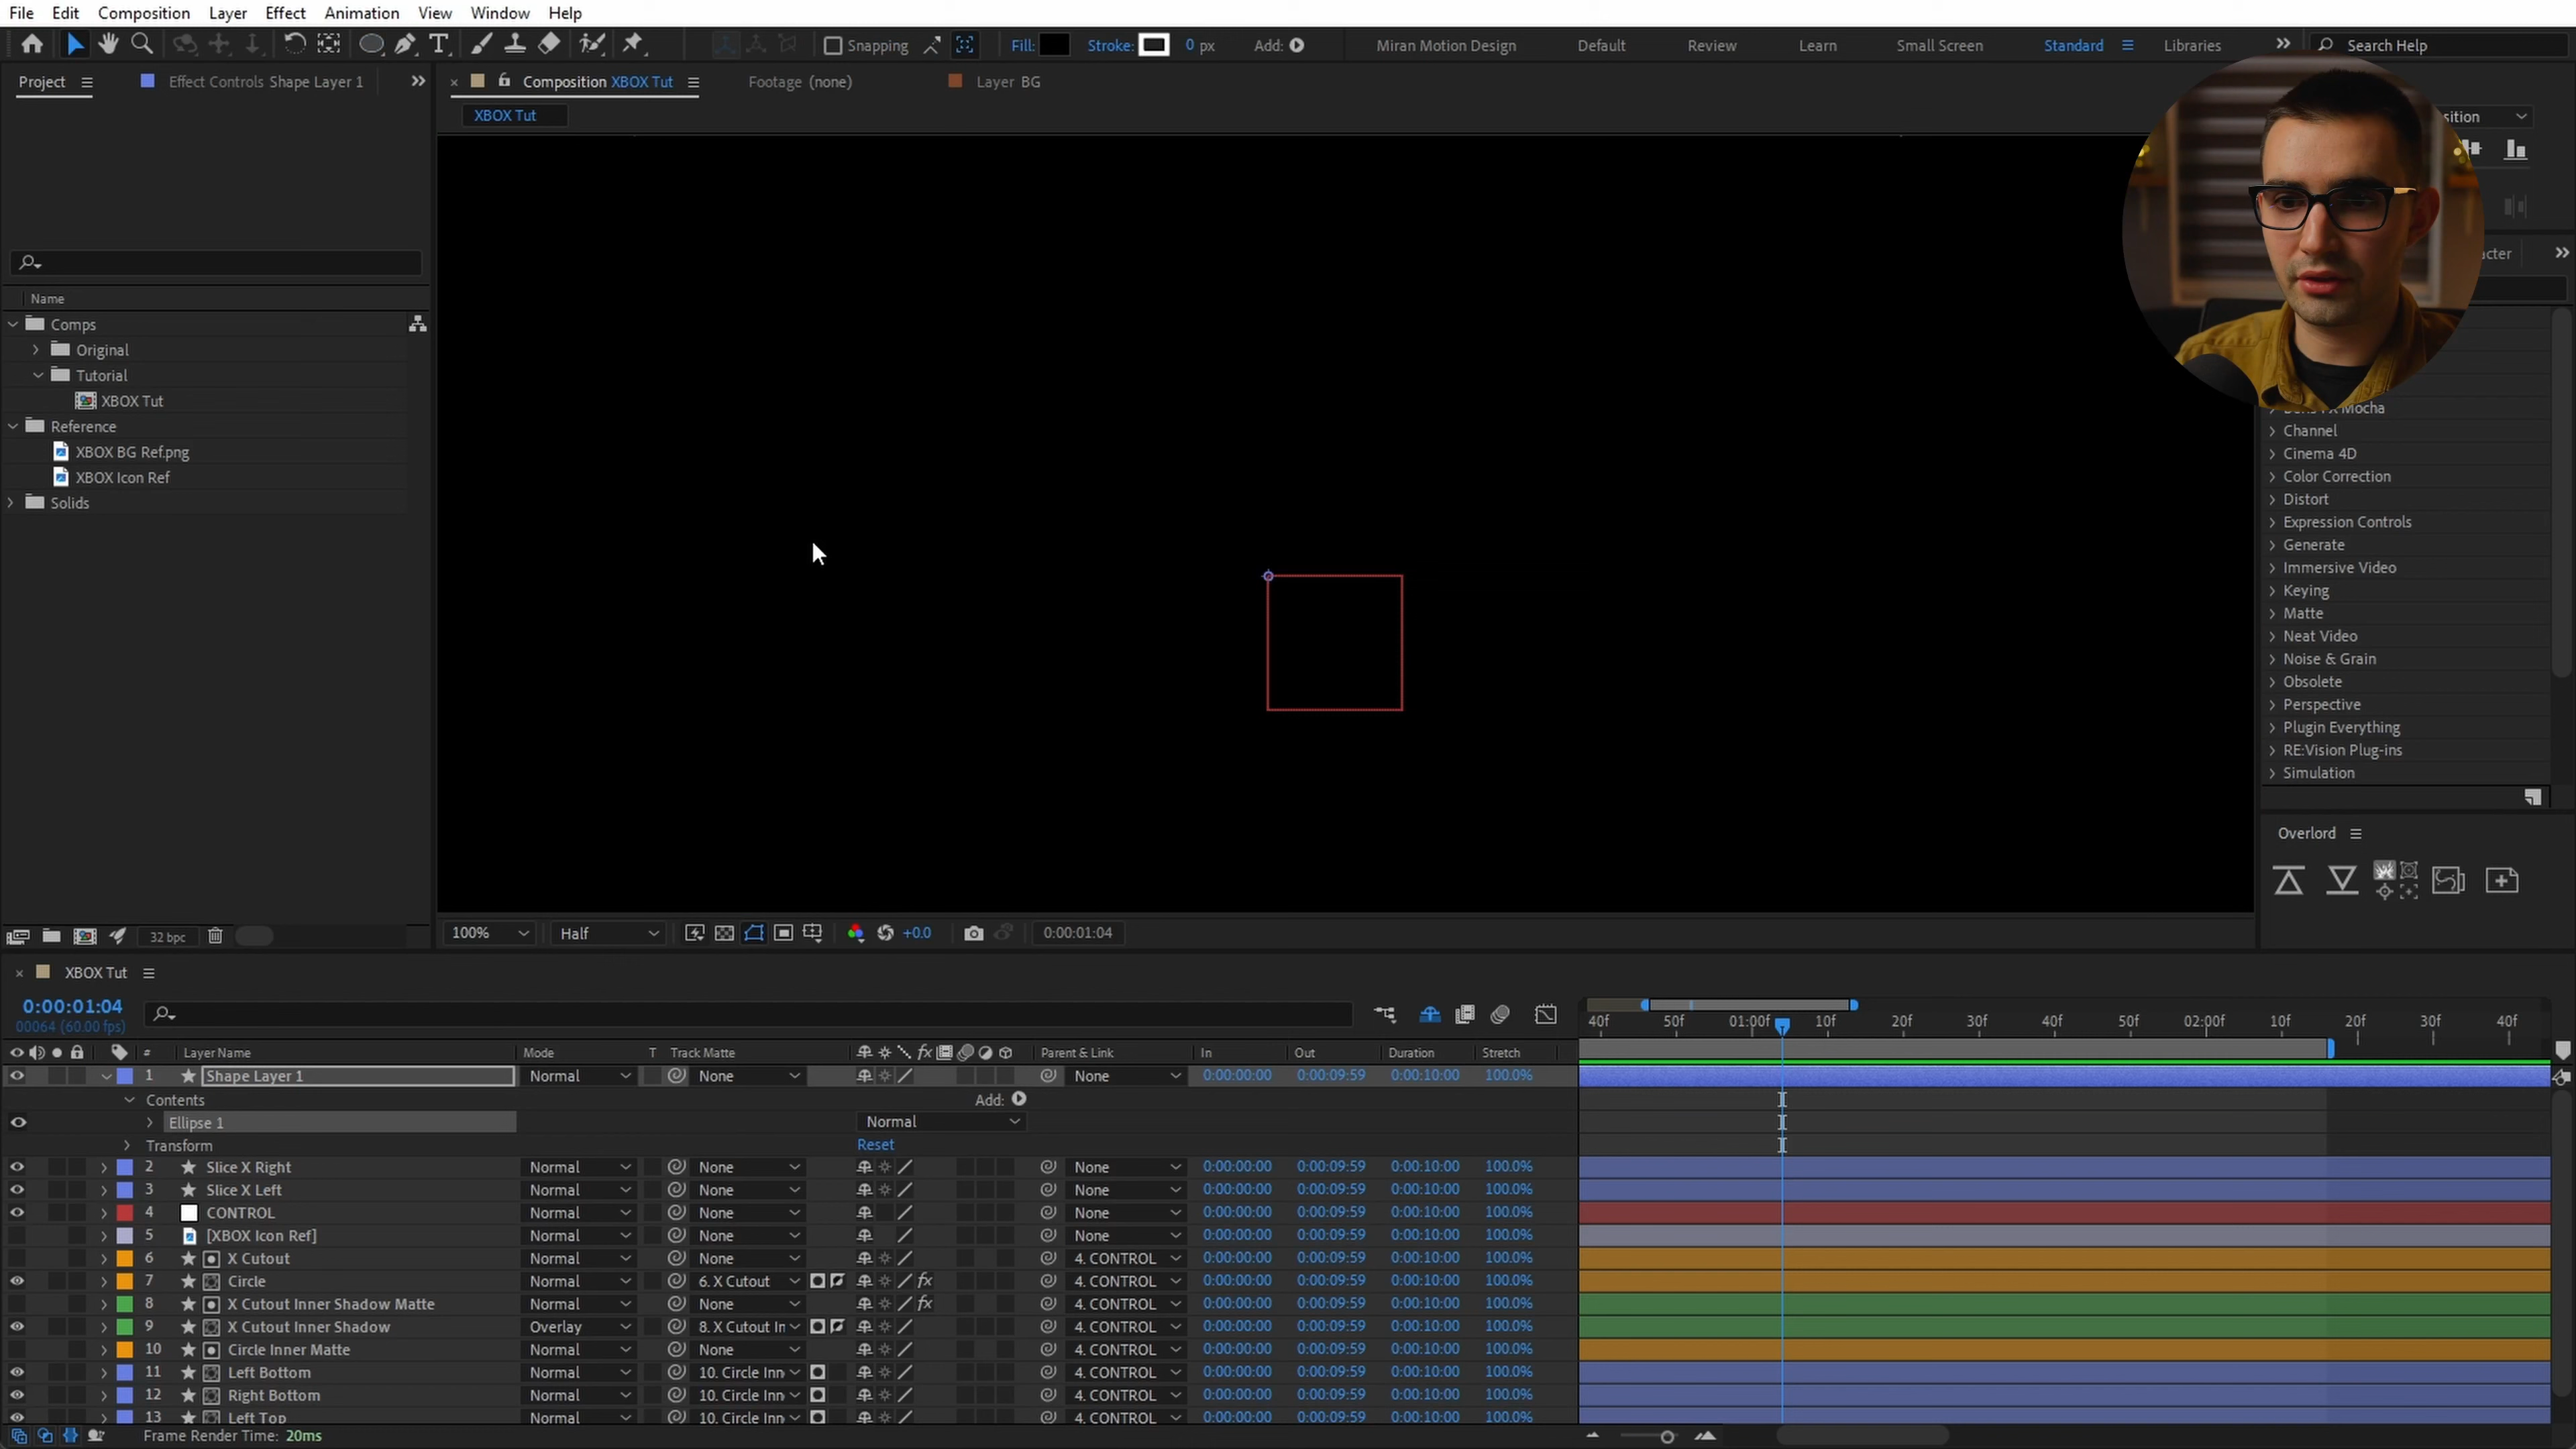 File Edit Composition Layer Effect Animation View Window Help
Snapping Fill: Stroke: 0 px Add: Miran Motion Design Default Review Learn Small Screen Standard Libraries Search Help
Project Effect Controls Shape Layer 1 Composition XBOX Tut Footage (none) Layer BG
XBOX Tut
Name
Comps
Original
Tutorial
XBOX Tut
Reference
XBOX BG Ref.png
XBOX Icon Ref
Solids
Channel
Cinema 4D
Color Correction
Distort
Expression Controls
Generate
Immersive Video
Keying
Matte
Neat Video
Noise & Grain
Obsolete
Perspective
Plugin Everything
RE:Vision Plug-ins
Simulation
Overlord
32 bpc
100% Half +0.0 0:00:01:04
XBOX Tut
0:00:01:04
00064 (60.00 fps)
40f 50f 01:00f 10f 20f 30f 40f 50f 02:00f 10f 20f 30f 40f
# Layer Name Mode T Track Matte fx Parent & Link In Out Duration Stretch
1 Shape Layer 1 Normal None None 0:00:00:00 0:00:09:59 0:00:10:00 100.0%
Contents Add:
Ellipse 1 Normal
Transform Reset
2 Slice X Right Normal None None 0:00:00:00 0:00:09:59 0:00:10:00 100.0%
3 Slice X Left Normal None None 0:00:00:00 0:00:09:59 0:00:10:00 100.0%
4 CONTROL Normal None None 0:00:00:00 0:00:09:59 0:00:10:00 100.0%
5 [XBOX Icon Ref] Normal None None 0:00:00:00 0:00:09:59 0:00:10:00 100.0%
6 X Cutout Normal None 4. CONTROL 0:00:00:00 0:00:09:59 0:00:10:00 100.0%
7 Circle Normal 6. X Cutout fx 4. CONTROL 0:00:00:00 0:00:09:59 0:00:10:00 100.0%
8 X Cutout Inner Shadow Matte Normal None fx 4. CONTROL 0:00:00:00 0:00:09:59 0:00:10:00 100.0%
9 X Cutout Inner Shadow Overlay 8. X Cutout In 4. CONTROL 0:00:00:00 0:00:09:59 0:00:10:00 100.0%
10 Circle Inner Matte Normal None 4. CONTROL 0:00:00:00 0:00:09:59 0:00:10:00 100.0%
11 Left Bottom Normal 10. Circle Inn 4. CONTROL 0:00:00:00 0:00:09:59 0:00:10:00 100.0%
12 Right Bottom Normal 10. Circle Inn 4. CONTROL 0:00:00:00 0:00:09:59 0:00:10:00 100.0%
13 Left Top Normal 10. Circle Inn 4. CONTROL 0:00:00:00 0:00:09:59 0:00:10:00 100.0%
Frame Render Time: 20ms